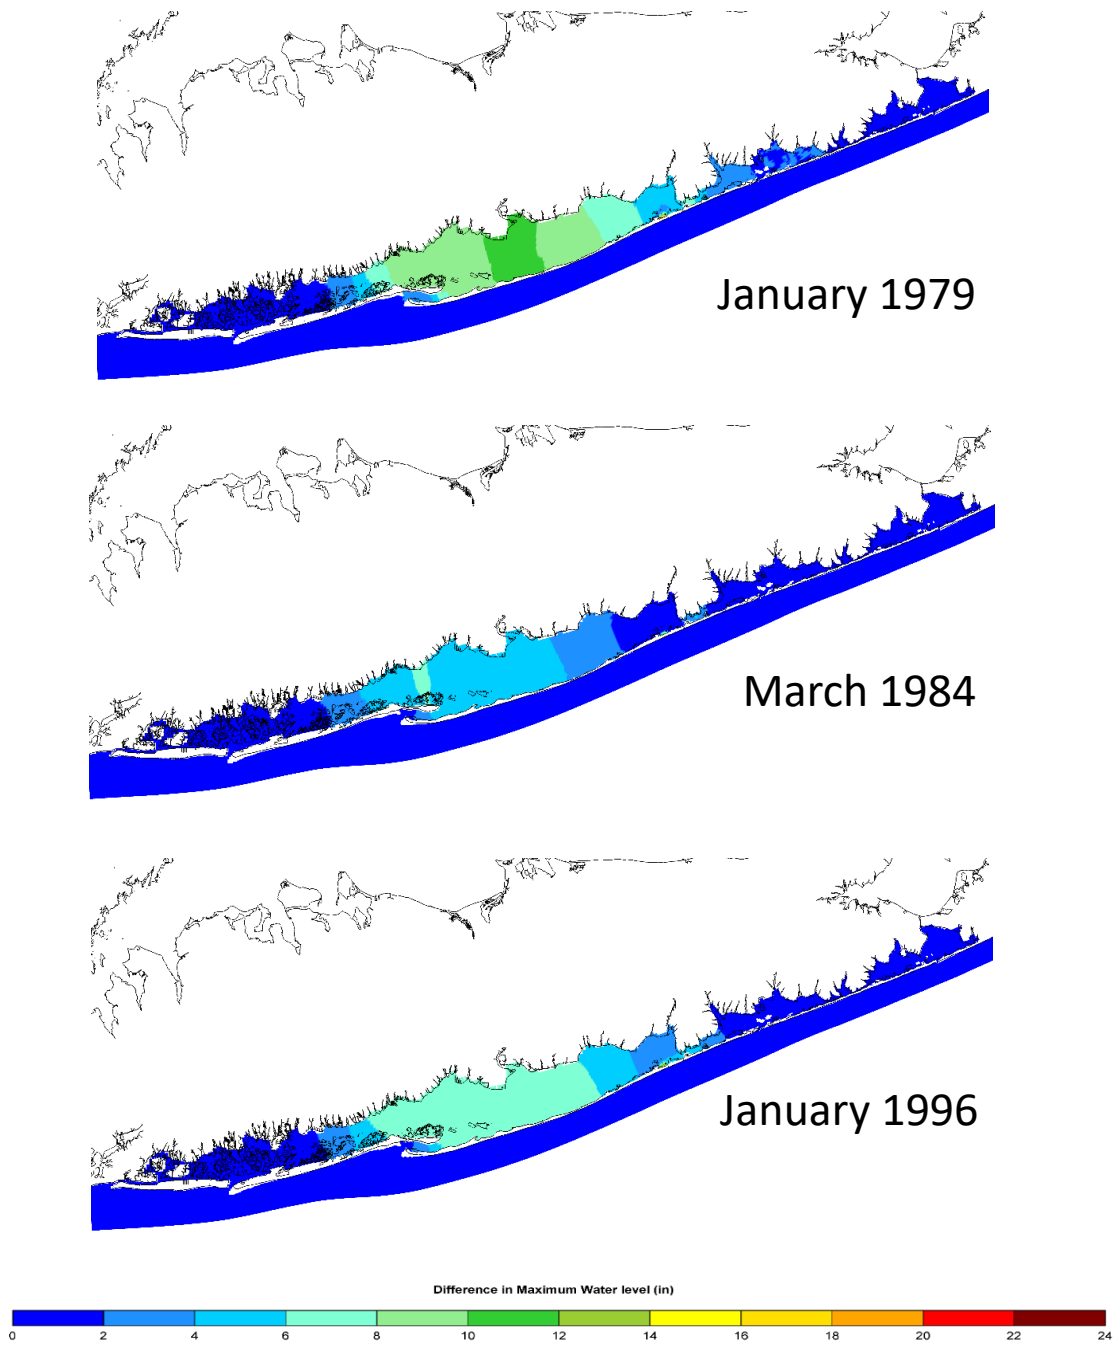 January 1979
March 1984
January 1996
Difference in Maximum Water level (in)
0 2 4 6 8 10 12 14 16 18 20 22 24